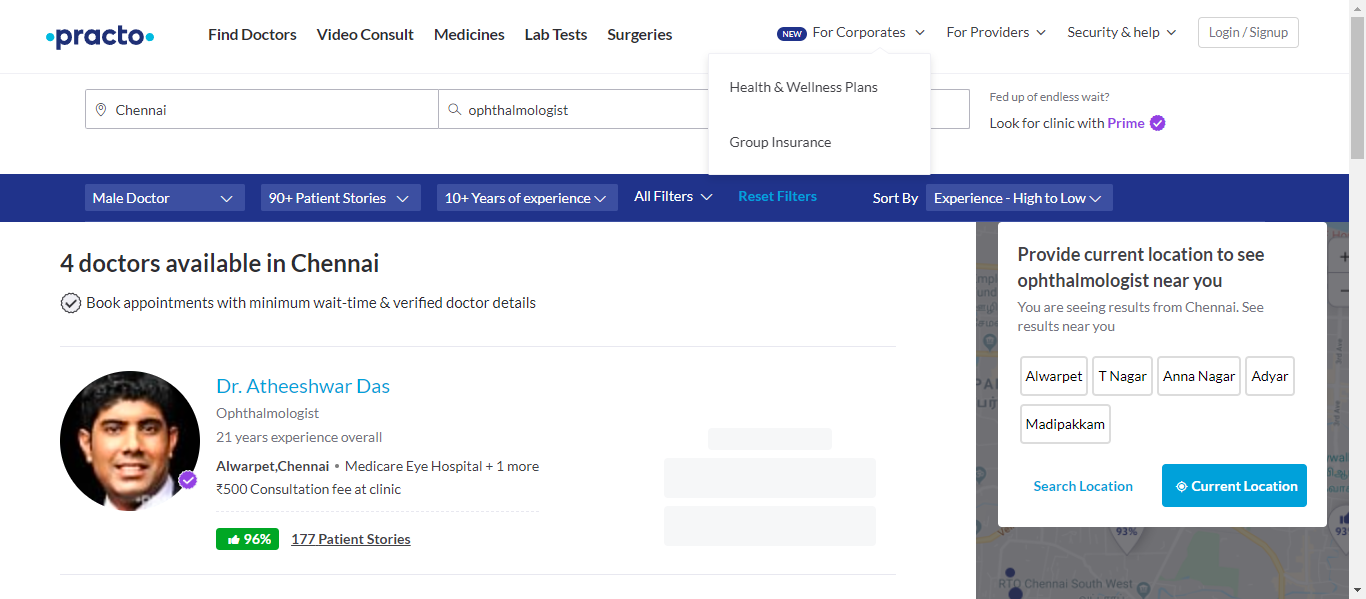 practo
Find Doctors Video Consult Medicines Lab Tests Surgeries
NEW For Corporates For Providers Security & help Login / Signup
Health & Wellness Plans
Group Insurance
Chennai
ophthalmologist
Fed up of endless wait?
Look for clinic with Prime
Male Doctor 90+ Patient Stories 10+ Years of experience All Filters Reset Filters Sort By Experience - High to Low
4 doctors available in Chennai
Book appointments with minimum wait-time & verified doctor details
Dr. Atheeshwar Das
Ophthalmologist
21 years experience overall
Alwarpet,Chennai • Medicare Eye Hospital + 1 more
₹500 Consultation fee at clinic
96% 177 Patient Stories
Provide current location to see
ophthalmologist near you
You are seeing results from Chennai. See
results near you
Alwarpet T Nagar Anna Nagar Adyar
Madipakkam
Search Location Current Location
93%
RTO Chennai South West